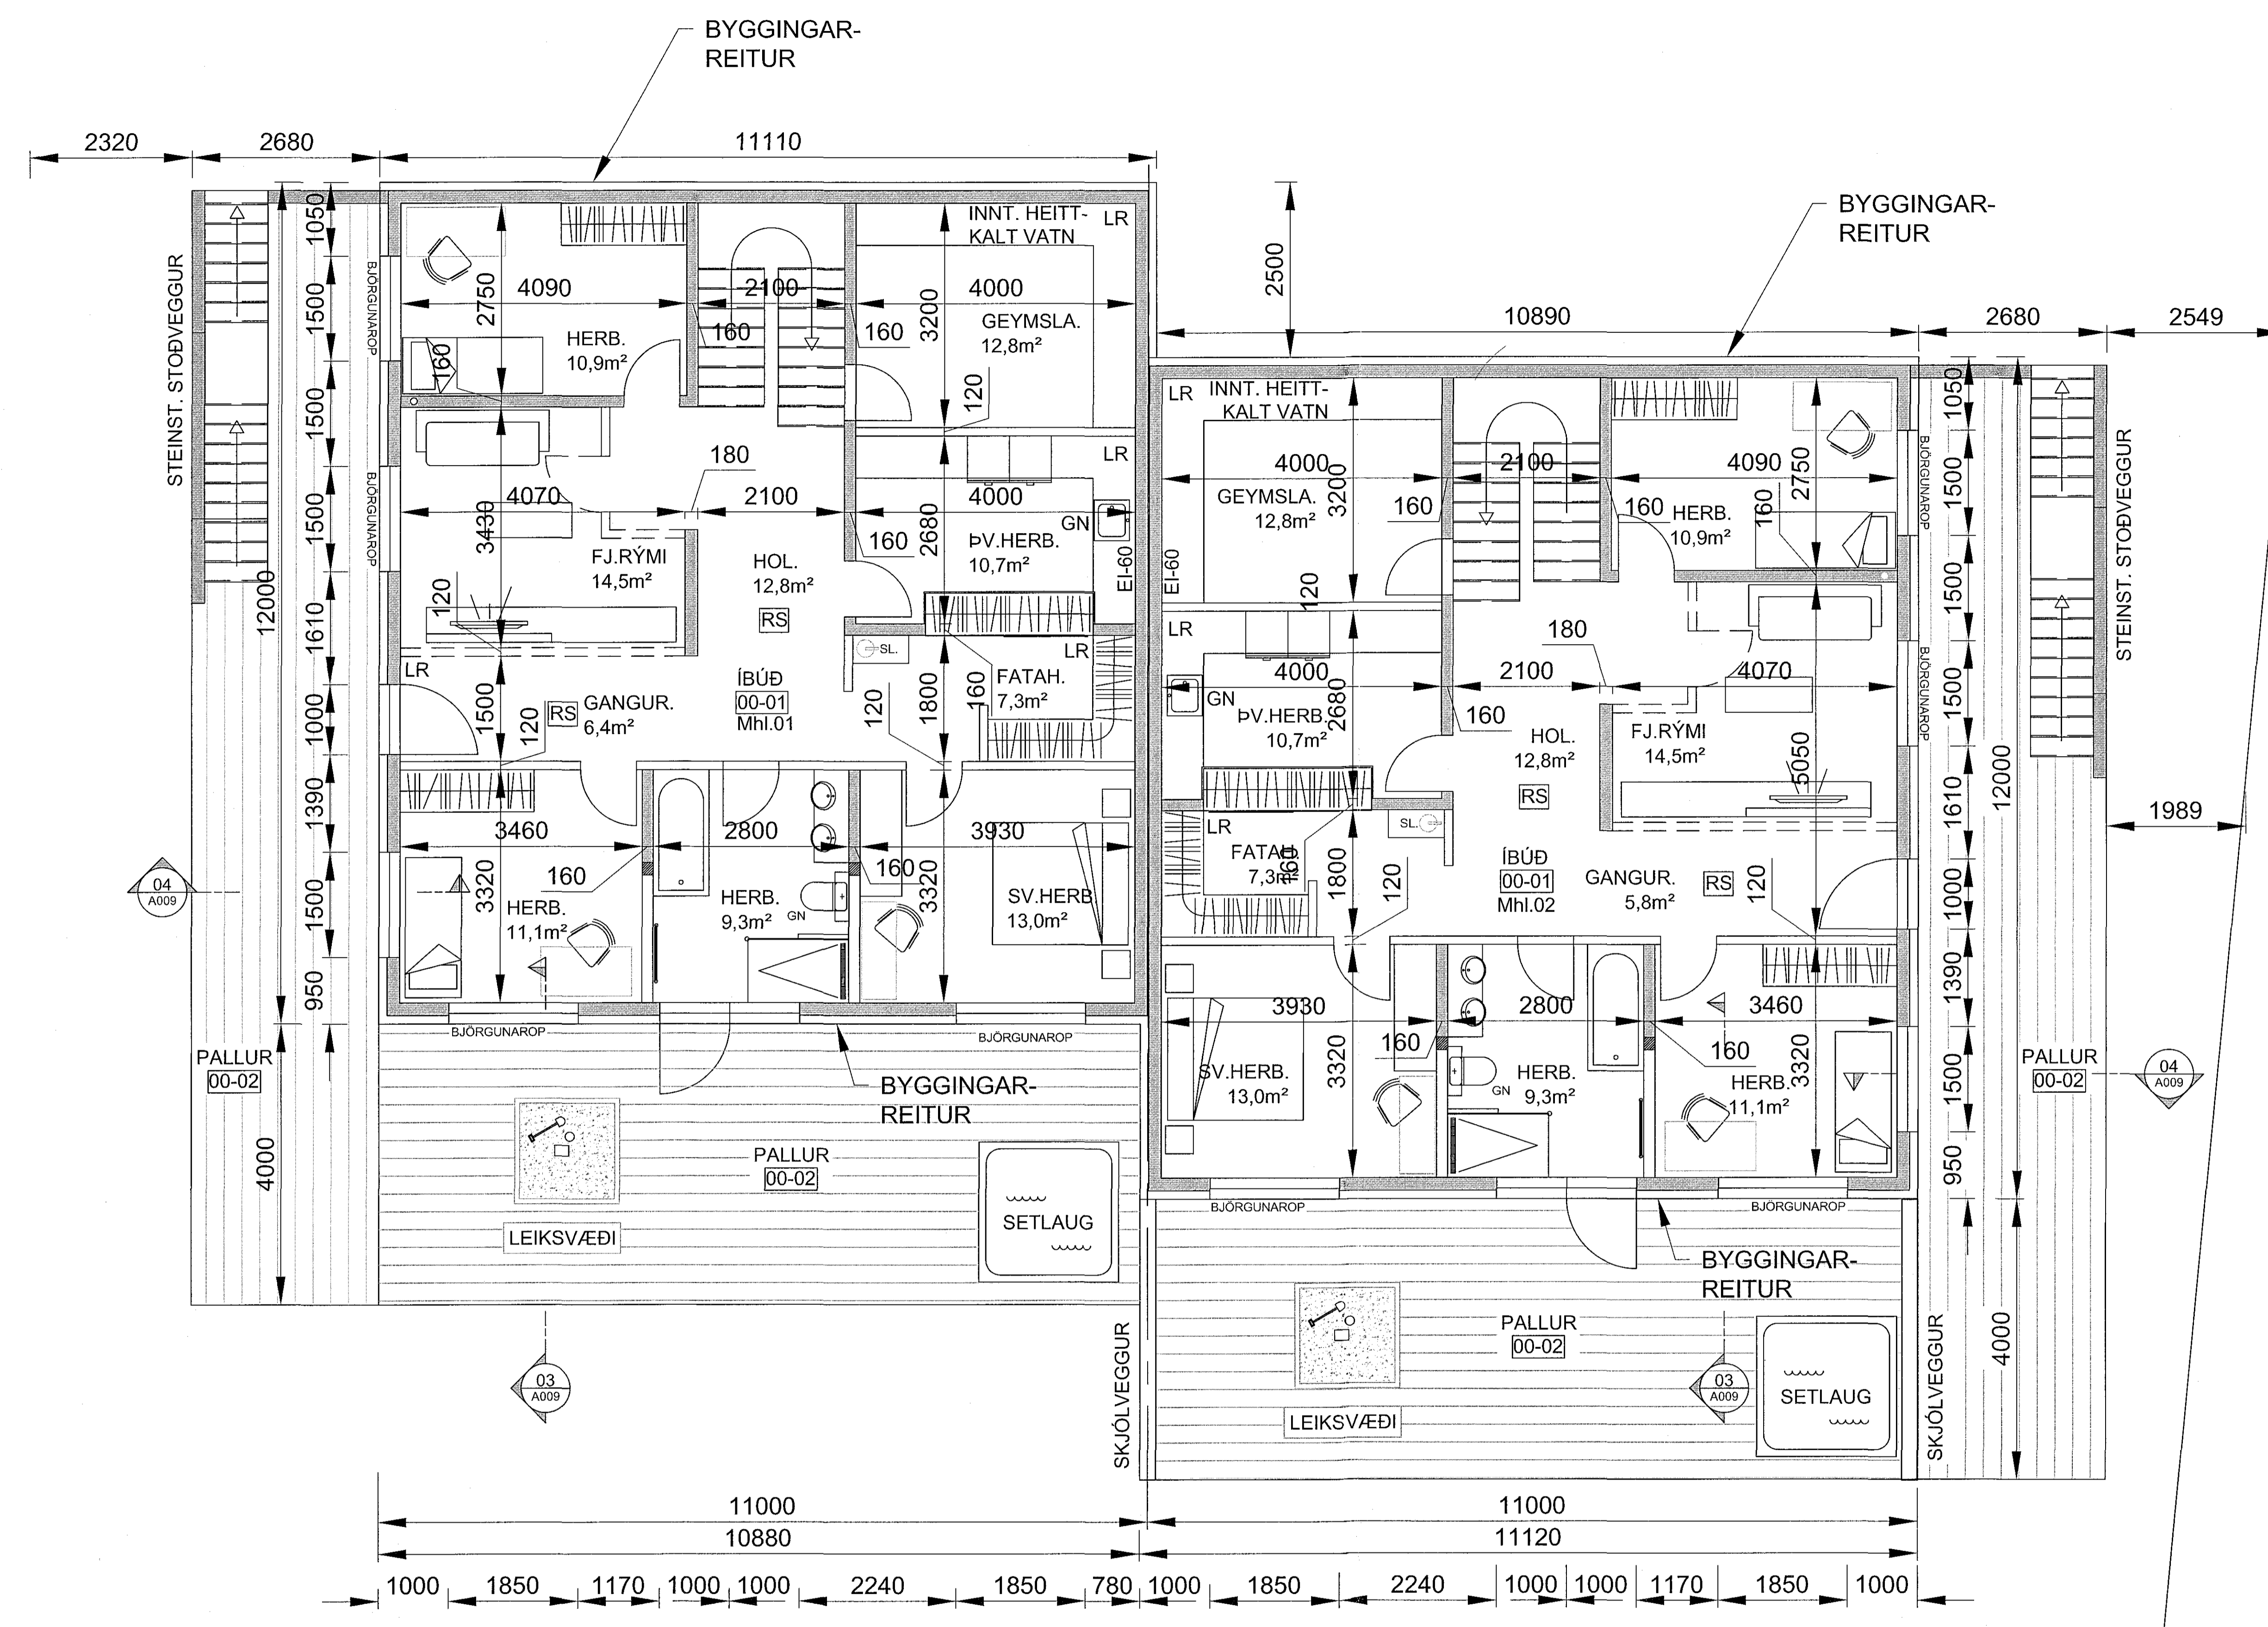 BYGGINGAR-
REITUR
2320
2680
11110
BYGGINGAR-
REITUR
2500
10890
2680
2549
STEINST. STOÐVEGGUR
12000
4000
1050
1500
1500
1500
1610
1000
1390
1500
950
BJÖRGUNAROP
BJÖRGUNAROP
4090
2750
160
HERB.
10,9m²
2100
160
INNT. HEITT-
KALT VATN
LR
4000
3200
160
GEYMSLA.
12,8m²
120
180
4070
3430
FJ.RÝMI
14,5m²
120
2100
HOL.
12,8m²
RS
160
LR
4000
2680
GN
ÞV.HERB.
10,7m²
EI-60
LR
1500
120
RS
GANGUR.
6,4m²
ÍBÚÐ
00-01
Mhl.01
SL.
120
1800
160
LR
FATAH.
7,3m²
3460
160
3320
HERB.
11,1m²
2800
HERB.
9,3m²
GN
160
3930
3320
SV.HERB
13,0m²
04
A009
BJÖRGUNAROP
BJÖRGUNAROP
PALLUR
00-02
BYGGINGAR-
REITUR
PALLUR
00-02
LEIKSVÆÐI
SETLAUG
03
A009
SKJÓLVEGGUR
LR
INNT. HEITT-
KALT VATN
4000
3200
GEYMSLA.
12,8m²
160
120
EI-60
2100
160
4090
2750
160
HERB.
10,9m²
LR
4000
2680
GN
ÞV.HERB.
10,7m²
160
2100
180
4070
HOL.
12,8m²
RS
FJ.RÝMI
14,5m²
5050
LR
FATAH.
7,3m²
160
1800
SL.
120
ÍBÚÐ
00-01
Mhl.02
GANGUR.
5,8m²
RS
120
3930
3320
160
SV.HERB.
13,0m²
2800
HERB.
9,3m²
GN
3460
160
3320
HERB.
11,1m²
BJÖRGUNAROP
BJÖRGUNAROP
1050
1500
1500
1500
1610
1000
1390
1500
950
12000
4000
STEINST. STOÐVEGGUR
1989
PALLUR
00-02
04
A009
BJÖRGUNAROP
BJÖRGUNAROP
BYGGINGAR-
REITUR
PALLUR
00-02
LEIKSVÆÐI
03
A009
SETLAUG
SKJÓLVEGGUR
11000
11000
10880
11120
1000
1850
1170
1000
1000
2240
1850
780
1000
1850
2240
1000
1000
1170
1850
1000